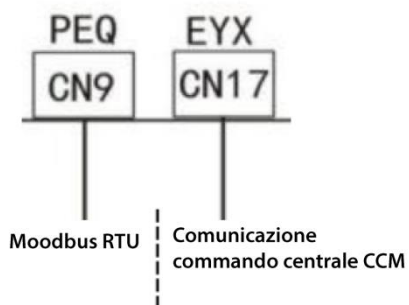 PEQ EYX
CN9 CN17
Moodbus RTU
Comunicazione
commando centrale CCM